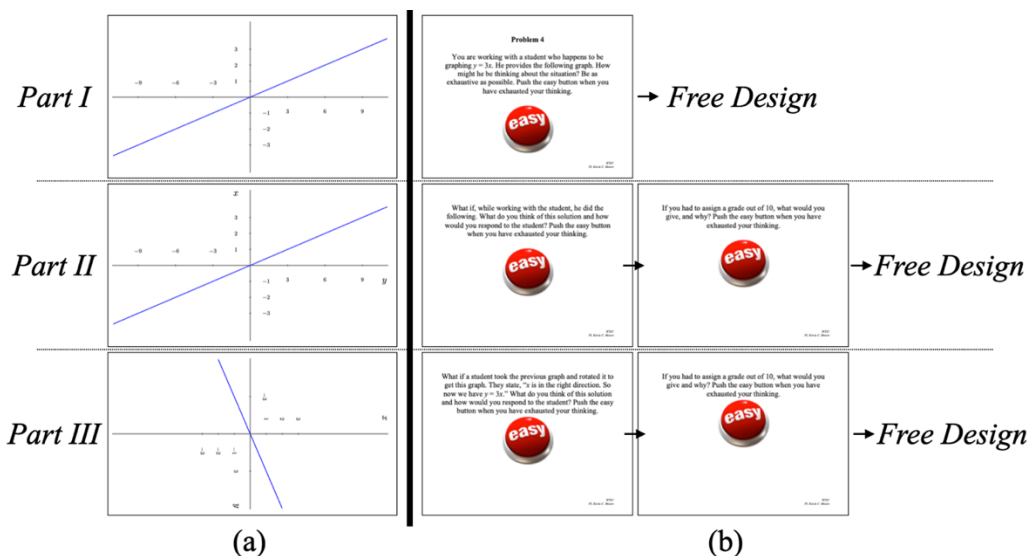 Part I
3
2
1
−9 −6 −3
3 6 9
−1
−2
−3
Problem 4
You are working with a student who happens to be
graphing y = 3x. He provides the following graph. How
might he be thinking about the situation? Be as
exhaustive as possible. Push the easy button when you
have exhausted your thinking.
easy
Free Design
Part II
x
3
2
1
−9 −6 −3
3 6 9
−1
−2
−3
y
What if, while working with the student, he did the
following. What do you think of this solution and how
would you respond to the student? Push the easy button
when you have exhausted your thinking.
easy
If you had to assign a grade out of 10, what would you
give, and why? Push the easy button when you have
exhausted your thinking.
easy
Free Design
Part III
What if a student took the previous graph and rotated it to
get this graph. They state, “x is in the right direction. So
now we have y = 3x.” What do you think of this solution
and how would you respond to the student? Push the easy
button when you have exhausted your thinking.
easy
If you had to assign a grade out of 10, what would you
give and why? Push the easy button when you have
exhausted your thinking.
easy
Free Design
(a)
(b)